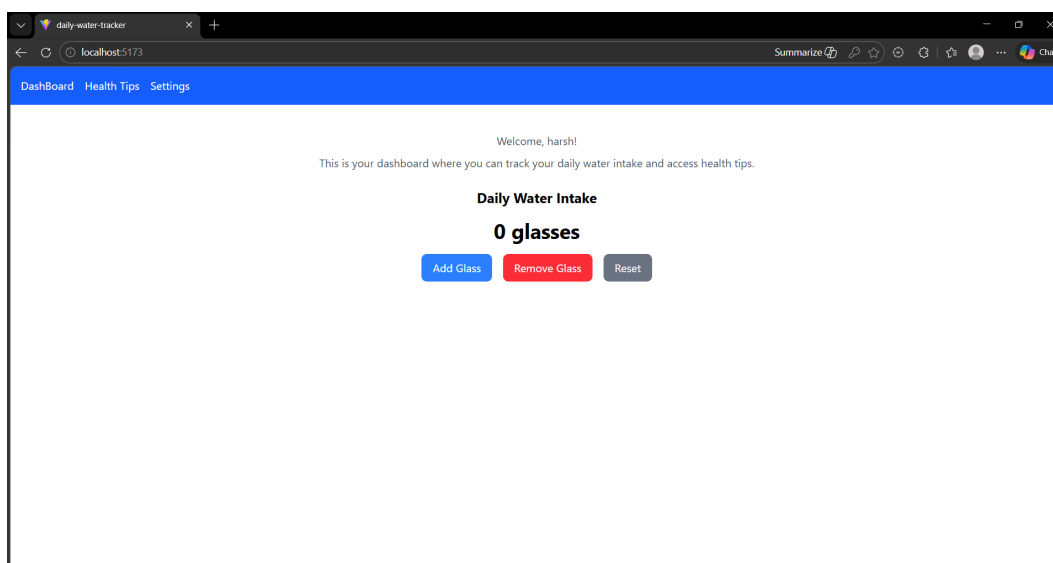 daily-water-tracker
localhost:5173
Summarize
DashBoard Health Tips Settings
Welcome, harsh!
This is your dashboard where you can track your daily water intake and access health tips.
Daily Water Intake
0 glasses
Add Glass Remove Glass Reset